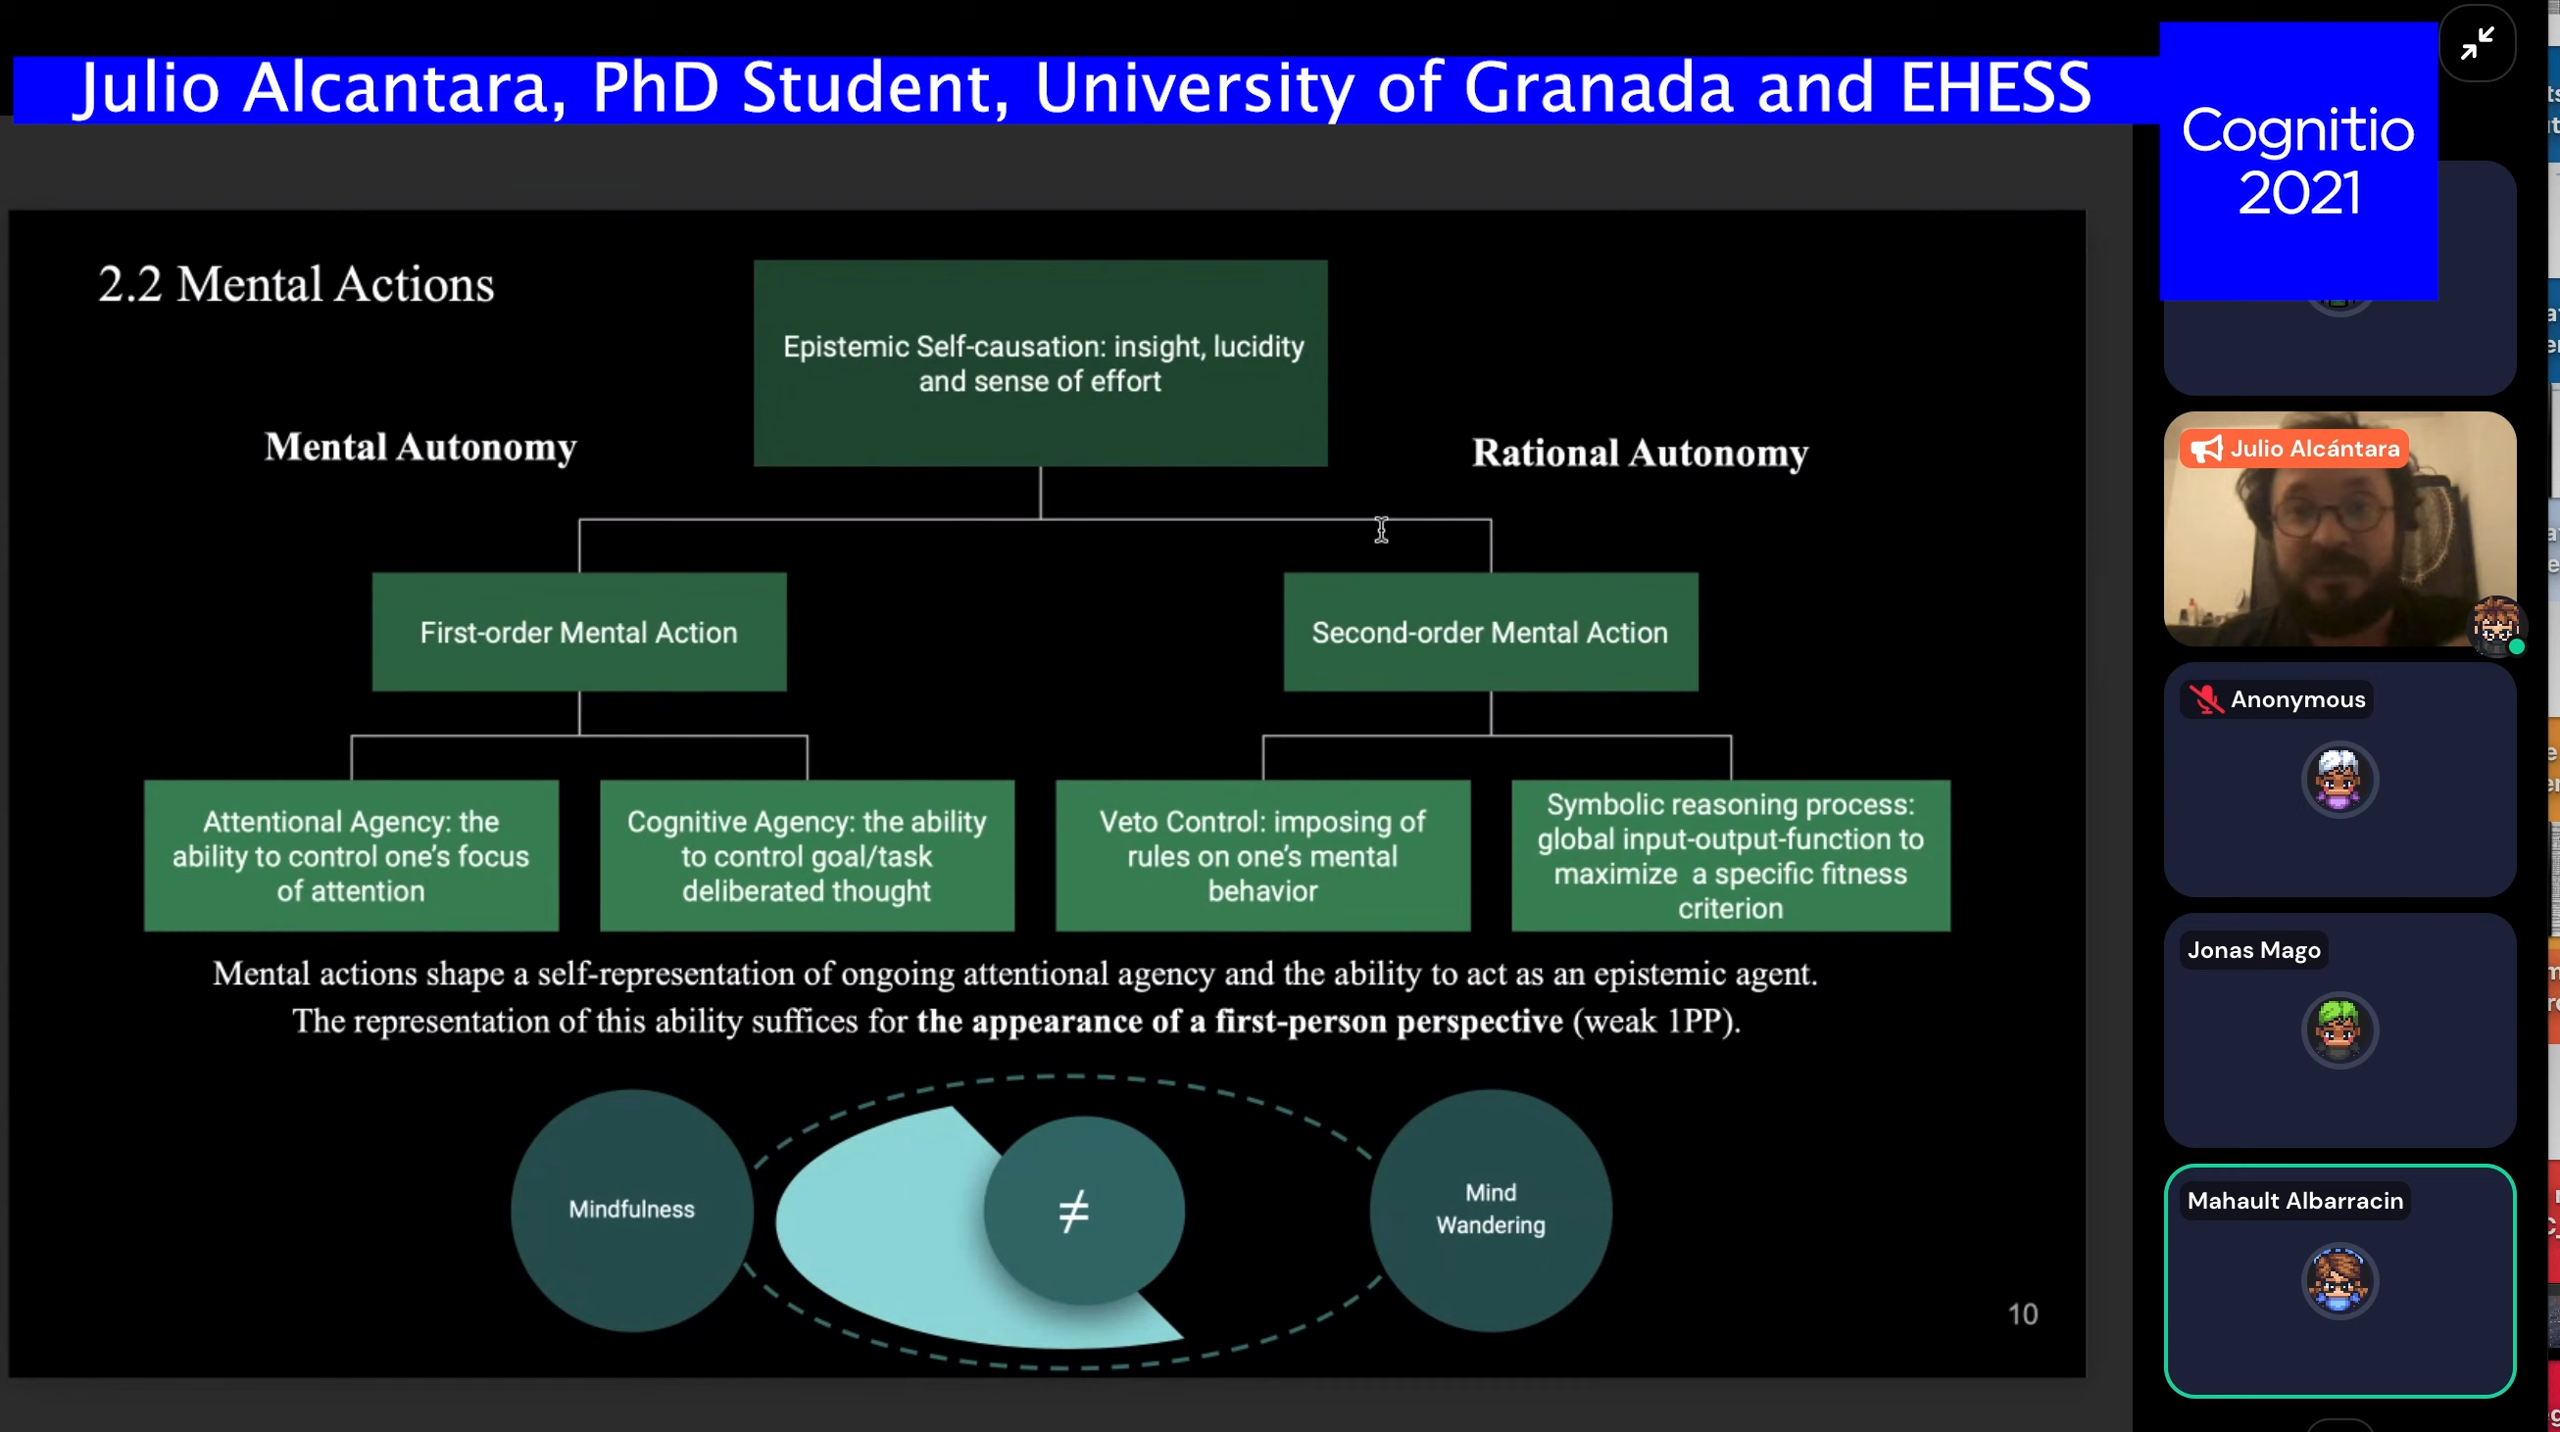 Julio Alcantara, PhD Student, University of Granada and EHESS
Cognitio
2021
2.2 Mental Actions
Epistemic Self-causation: insight, lucidity
and sense of effort
Mental Autonomy
Rational Autonomy
First-order Mental Action
Second-order Mental Action
Attentional Agency: the
ability to control one's focus
of attention
Cognitive Agency: the ability
to control goal/task
deliberated thought
Veto Control: imposing of
rules on one's mental
behavior
Symbolic reasoning process:
global input-output-function to
maximize  a specific fitness
criterion
Mental actions shape a self-representation of ongoing attentional agency and the ability to act as an epistemic agent.
The representation of this ability suffices for the appearance of a first-person perspective (weak 1PP).
Mindfulness
≠
Mind
Wandering
10
Julio Alcántara
Anonymous
Jonas Mago
Mahault Albarracin